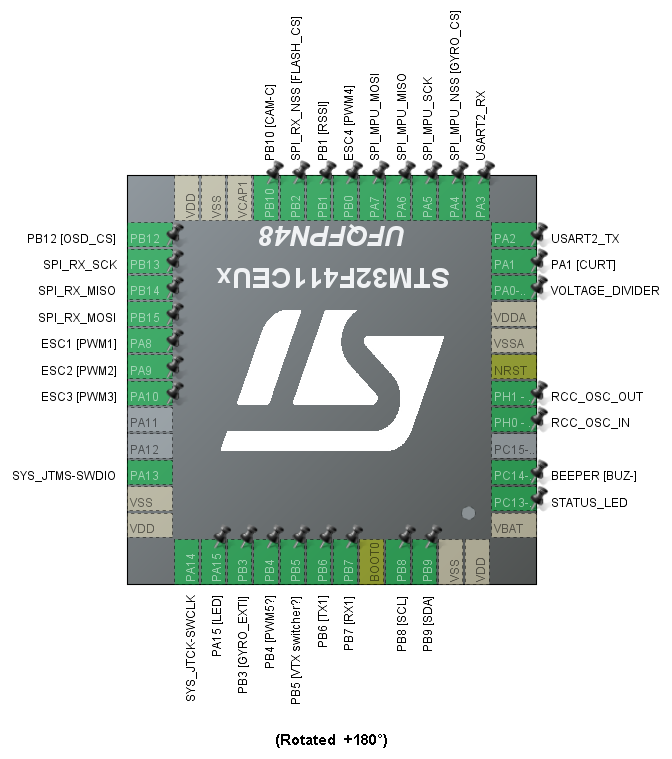 PB10 [CAM-C]
SPI_RX_NSS [FLASH_CS]
PB1 [RSSI]
ESC4 [PWM4]
SPI_MPU_MOSI
SPI_MPU_MISO
SPI_MPU_SCK
SPI_MPU_NSS [GYRO_CS]
USART2_RX
VDD
VSS
VCAP1
PB10
PB2
PB1
PB0
PA7
PA6
PA5
PA4
PA3
PB12 [OSD_CS]
PB12
SPI_RX_SCK
PB13
SPI_RX_MISO
PB14
SPI_RX_MOSI
PB15
ESC1 [PWM1]
PA8
ESC2 [PWM2]
PA9
ESC3 [PWM3]
PA10
PA11
PA12
SYS_JTMS-SWDIO
PA13
VSS
VDD
UFQFPN48
STM32F411CEUx
ST
PA2
USART2_TX
PA1
PA1 [CURT]
PA0-..
VOLTAGE_DIVIDER
VDDA
VSSA
NRST
PH1 -..
RCC_OSC_OUT
PH0 -..
RCC_OSC_IN
PC15-..
PC14-..
BEEPER [BUZ-]
PC13-..
STATUS_LED
VBAT
PA14
PA15
PB3
PB4
PB5
PB6
PB7
BOOT0
PB8
PB9
VSS
VDD
SYS_JTCK-SWCLK
PA15 [LED]
PB3 [GYRO_EXTI]
PB4 [PWM5?]
PB5 [VTX switcher?]
PB6 [TX1]
PB7 [RX1]
PB8 [SCL]
PB9 [SDA]
(Rotated +180°)